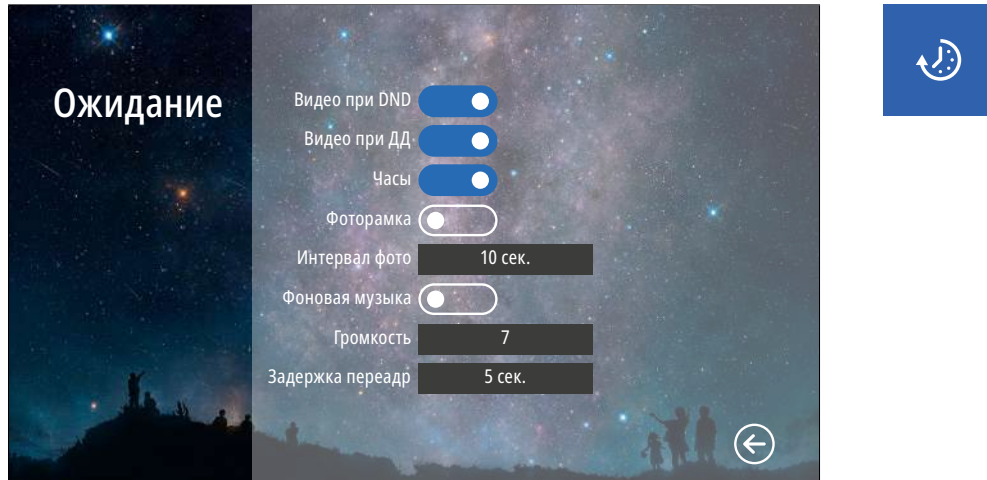 Ожидание
Видео при DND
Видео при ДД
Часы
Фоторамка
Интервал фото 10 сек.
Фоновая музыка
Громкость 7
Задержка переадр 5 сек.